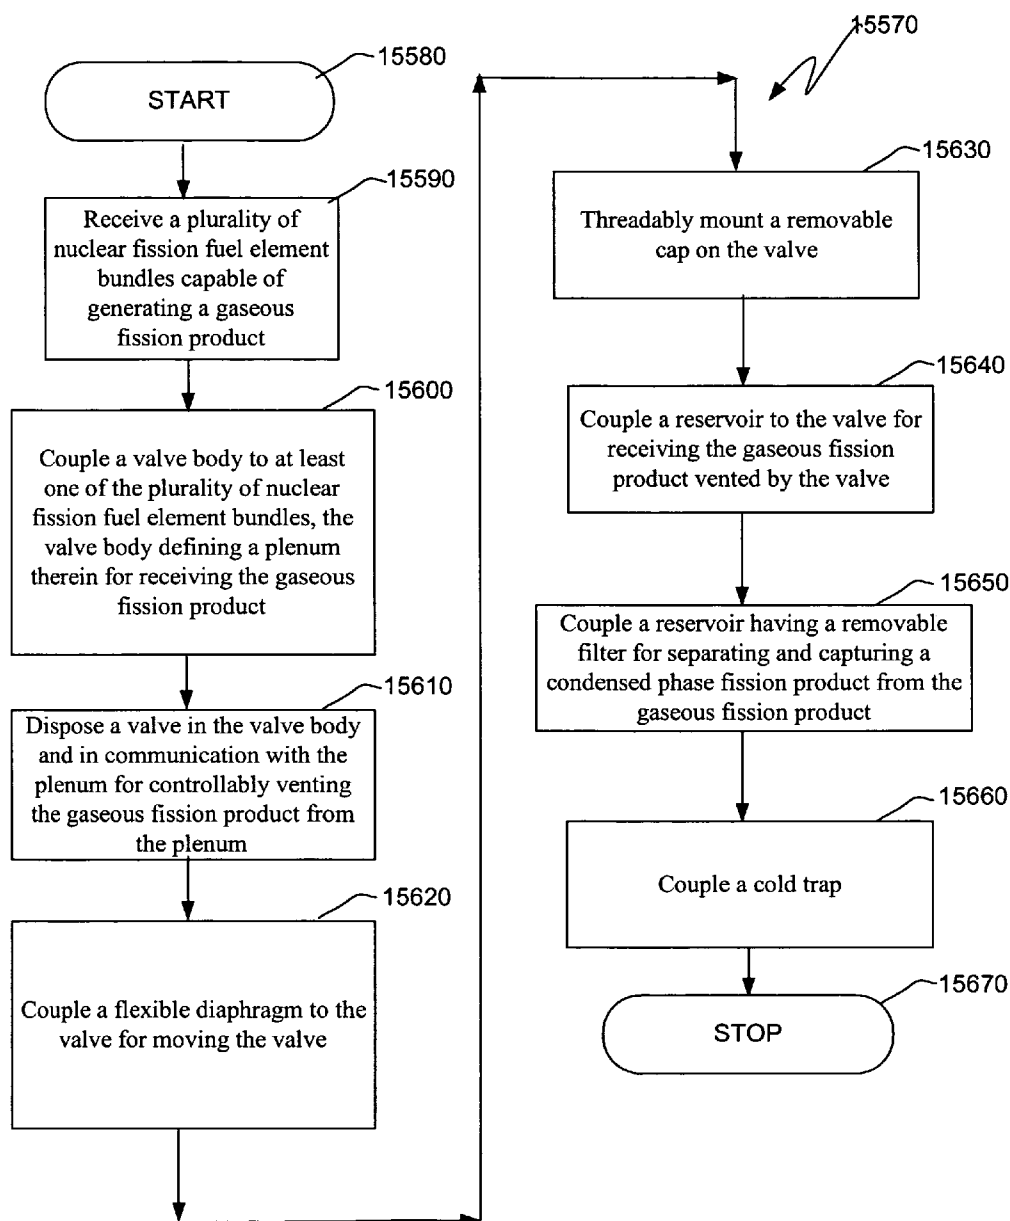 15570
15580
START
15590
Receive a plurality of
nuclear fission fuel element
bundles capable of
generating a gaseous
fission product
15600
Couple a valve body to at least
one of the plurality of nuclear
fission fuel element bundles, the
valve body defining a plenum
therein for receiving the gaseous
fission product
15610
Dispose a valve in the valve body
and in communication with the
plenum for controllably venting
the gaseous fission product from
the plenum
15620
Couple a flexible diaphragm to the
valve for moving the valve
15630
Threadably mount a removable
cap on the valve
15640
Couple a reservoir to the valve for
receiving the gaseous fission
product vented by the valve
15650
Couple a reservoir having a removable
filter for separating and capturing a
condensed phase fission product from the
gaseous fission product
15660
Couple a cold trap
15670
STOP